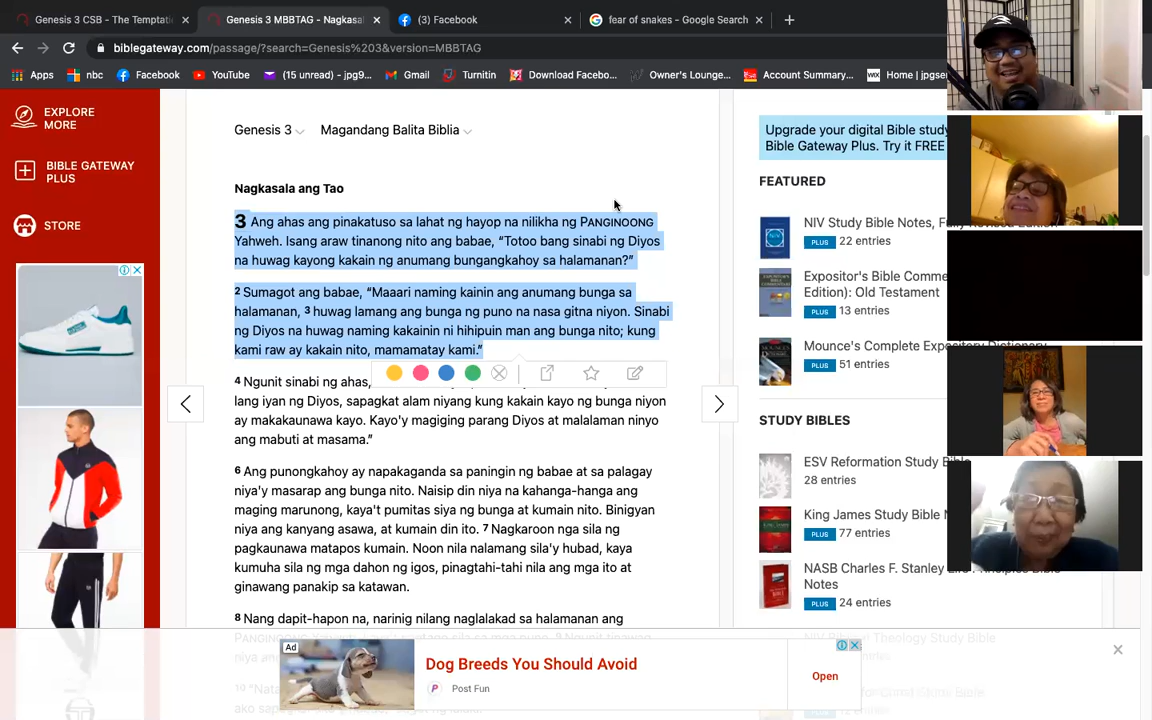 Genesis 3 CSB - The Temptati
Genesis 3 MBBTAG - Nagkasal
(3) Facebook
fear of snakes - Google Search
biblegateway.com/passage/?search=Genesis%203&version=MBBTAG
Apps
nbc
Facebook
YouTube
(15 unread) - jpg9...
Gmail
Turnitin
Download Facebo...
Owner's Lounge...
Account Summary...
WIX
Home | jpgser
EXPLORE
MORE
BIBLE GATEWAY
PLUS
STORE
Genesis 3
Magandang Balita Biblia
Nagkasala ang Tao
3 Ang ahas ang pinakatuso sa lahat ng hayop na nilikha ng PANGINOONG
Yahweh. Isang araw tinanong nito ang babae, “Totoo bang sinabi ng Diyos
na huwag kayong kakain ng anumang bungangkahoy sa halamanan?”
2 Sumagot ang babae, “Maaari naming kainin ang anumang bunga sa
halamanan, 3 huwag lamang ang bunga ng puno na nasa gitna niyon. Sinabi
ng Diyos na huwag naming kakainin ni hihipuin man ang bunga nito; kung
kami raw ay kakain nito, mamamatay kami.”
4 Ngunit sinabi ng ahas,
lang iyan ng Diyos, sapagkat alam niyang kung kakain kayo ng bunga niyon
ay makakaunawa kayo. Kayo'y magiging parang Diyos at malalaman ninyo
ang mabuti at masama.”
6 Ang punongkahoy ay napakaganda sa paningin ng babae at sa palagay
niya'y masarap ang bunga nito. Naisip din niya na kahanga-hanga ang
maging marunong, kaya't pumitas siya ng bunga at kumain nito. Binigyan
niya ang kanyang asawa, at kumain din ito. 7 Nagkaroon nga sila ng
pagkaunawa matapos kumain. Noon nila nalamang sila'y hubad, kaya
kumuha sila ng mga dahon ng igos, pinagtahi-tahi nila ang mga ito at
ginawang panakip sa katawan.
8 Nang dapit-hapon na, narinig nilang naglalakad sa halamanan ang
Upgrade your digital Bible study
Bible Gateway Plus. Try it FREE
FEATURED
NIV Study Bible Notes, Fully Revised Edition
PLUS 22 entries
Expositor's Bible Comme
Edition): Old Testament
PLUS 13 entries
Mounce's Complete Expository Dictionary
PLUS 51 entries
STUDY BIBLES
ESV Reformation Study Bible
28 entries
King James Study Bible N
PLUS 77 entries
NASB Charles F. Stanley Life
Notes
PLUS 24 entries
Ad
Dog Breeds You Should Avoid
Post Fun
Open